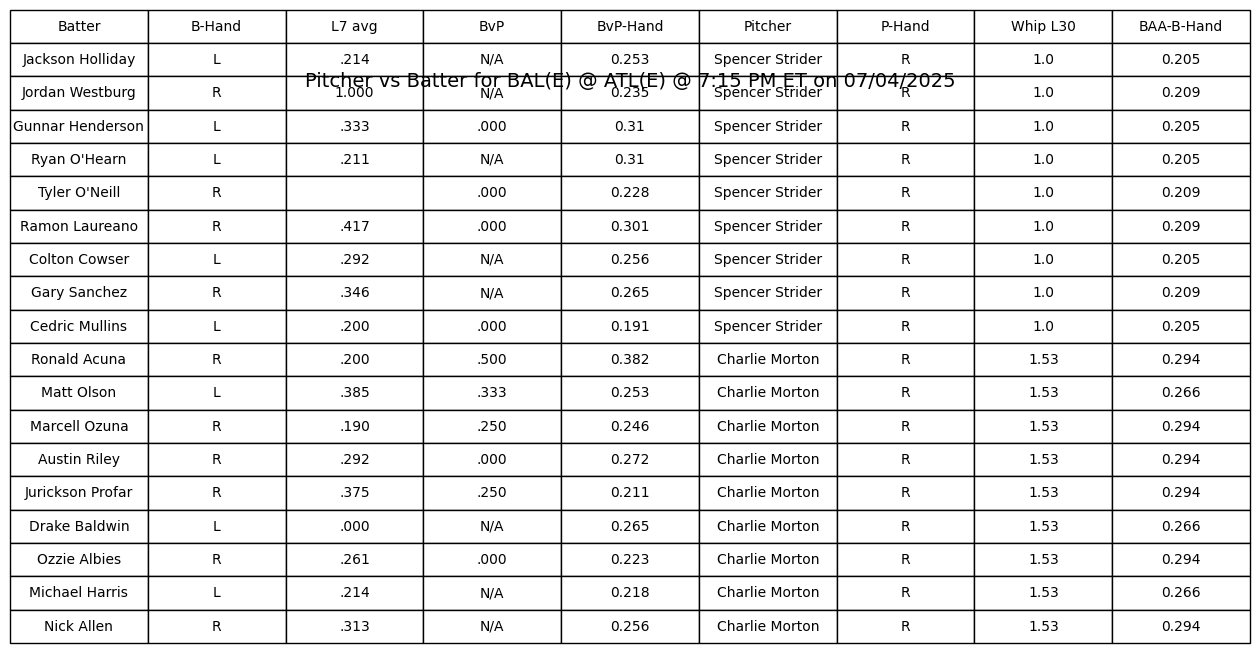 Batter B-Hand L7 avg BvP BvP-Hand Pitcher P-Hand Whip L30 BAA-B-Hand
Jackson Holliday L .214 N/A 0.253 Spencer Strider R 1.0 0.205
Pitcher vs Batter for BAL(E) @ ATL(E) @ 7:15 PM ET on 07/04/2025
Jordan Westburg R 1.000 N/A 0.235 Spencer Strider R 1.0 0.209
Gunnar Henderson L .333 .000 0.31 Spencer Strider R 1.0 0.205
Ryan O'Hearn L .211 N/A 0.31 Spencer Strider R 1.0 0.205
Tyler O'Neill R .000 0.228 Spencer Strider R 1.0 0.209
Ramon Laureano R .417 .000 0.301 Spencer Strider R 1.0 0.209
Colton Cowser L .292 N/A 0.256 Spencer Strider R 1.0 0.205
Gary Sanchez R .346 N/A 0.265 Spencer Strider R 1.0 0.209
Cedric Mullins L .200 .000 0.191 Spencer Strider R 1.0 0.205
Ronald Acuna R .200 .500 0.382 Charlie Morton R 1.53 0.294
Matt Olson L .385 .333 0.253 Charlie Morton R 1.53 0.266
Marcell Ozuna R .190 .250 0.246 Charlie Morton R 1.53 0.294
Austin Riley R .292 .000 0.272 Charlie Morton R 1.53 0.294
Jurickson Profar R .375 .250 0.211 Charlie Morton R 1.53 0.294
Drake Baldwin L .000 N/A 0.265 Charlie Morton R 1.53 0.266
Ozzie Albies R .261 .000 0.223 Charlie Morton R 1.53 0.294
Michael Harris L .214 N/A 0.218 Charlie Morton R 1.53 0.266
Nick Allen R .313 N/A 0.256 Charlie Morton R 1.53 0.294